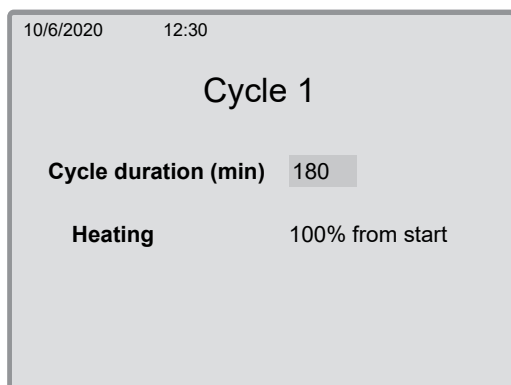 10/6/2020 12:30
Cycle 1
Cycle duration (min) 180
Heating 100% from start